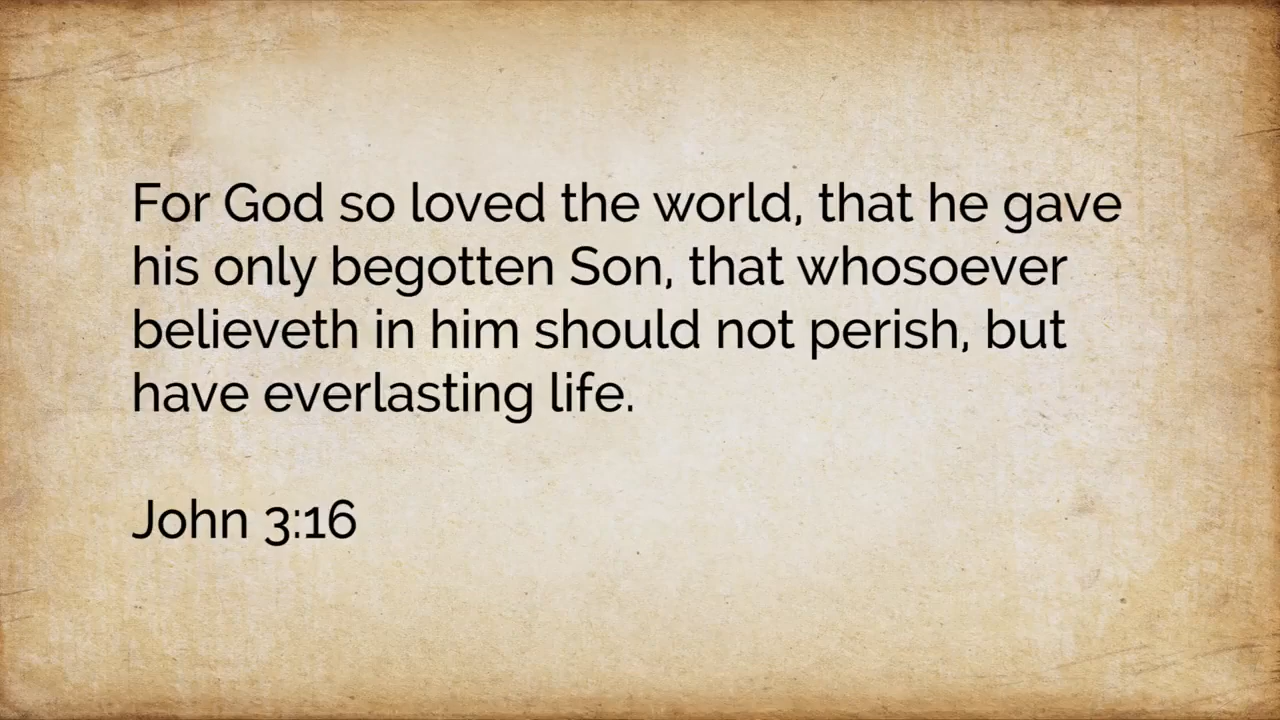 For God so loved the world, that he gave
his only begotten Son, that whosoever
believeth in him should not perish, but
have everlasting life.
John 3:16